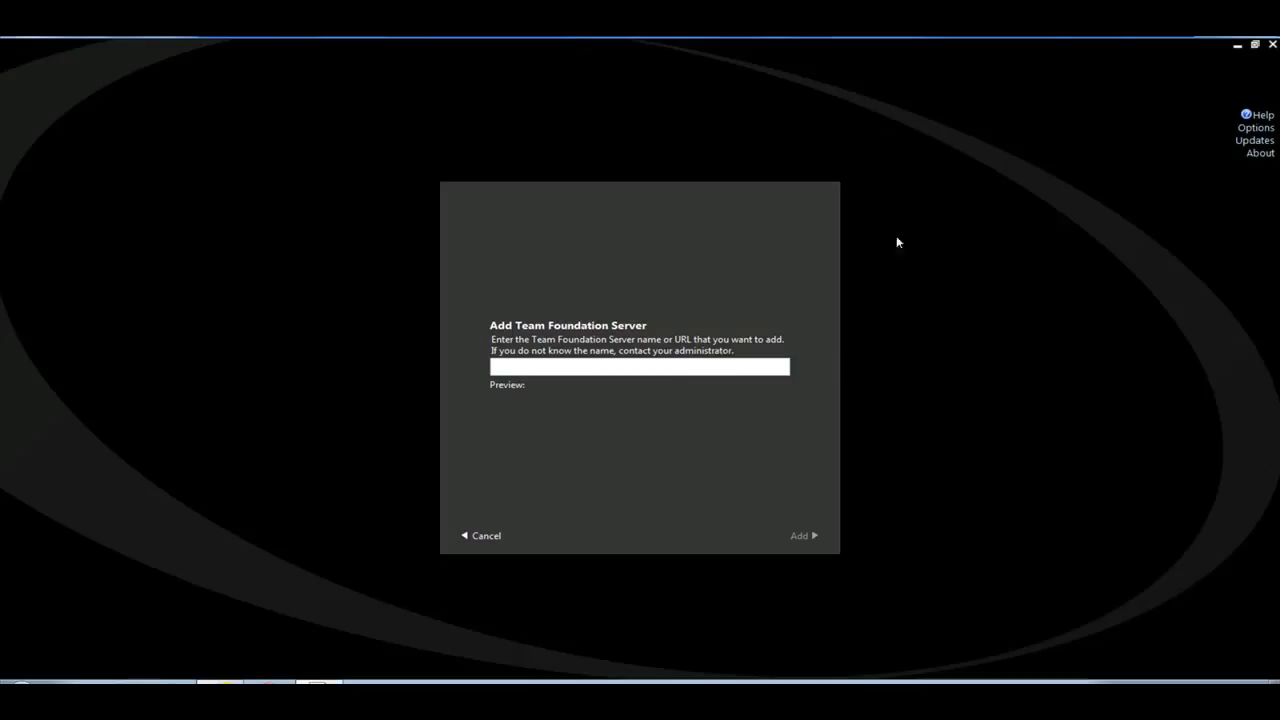 Help
Options
Updates
About
Add Team Foundation Server
Enter the Team Foundation Server name or URL that you want to add.
If you do not know the name, contact your administrator.
Preview:
Cancel
Add